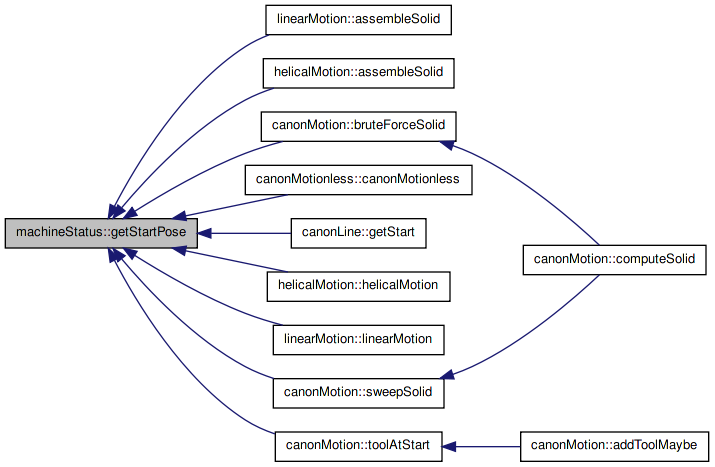 linearMotion::assembleSolid
helicalMotion::assembleSolid
canonMotion::bruteForceSolid
canonMotionless::canonMotionless
machineStatus::getStartPose
canonLine::getStart
canonMotion::computeSolid
helicalMotion::helicalMotion
linearMotion::linearMotion
canonMotion::sweepSolid
canonMotion::toolAtStart
canonMotion::addToolMaybe